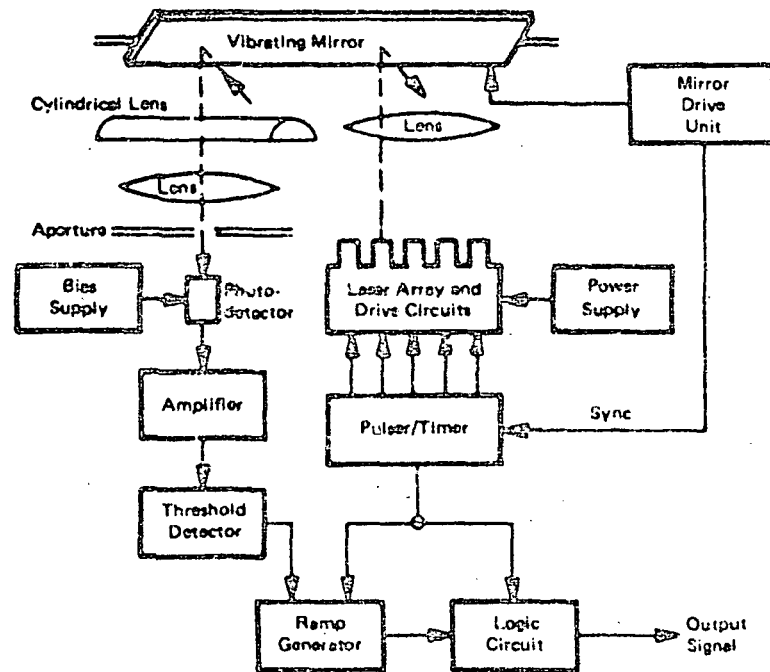 Vibrating Mirror
Cylindrical Lens
Lens
Mirror
Drive
Unit
Lens
Aperture
Bias
Supply
Photo-
detector
Laser Array and
Drive Circuits
Power
Supply
Amplifier
Pulser/Timer
Sync
Threshold
Detector
Ramp
Generator
Logic
Circuit
Output
Signal